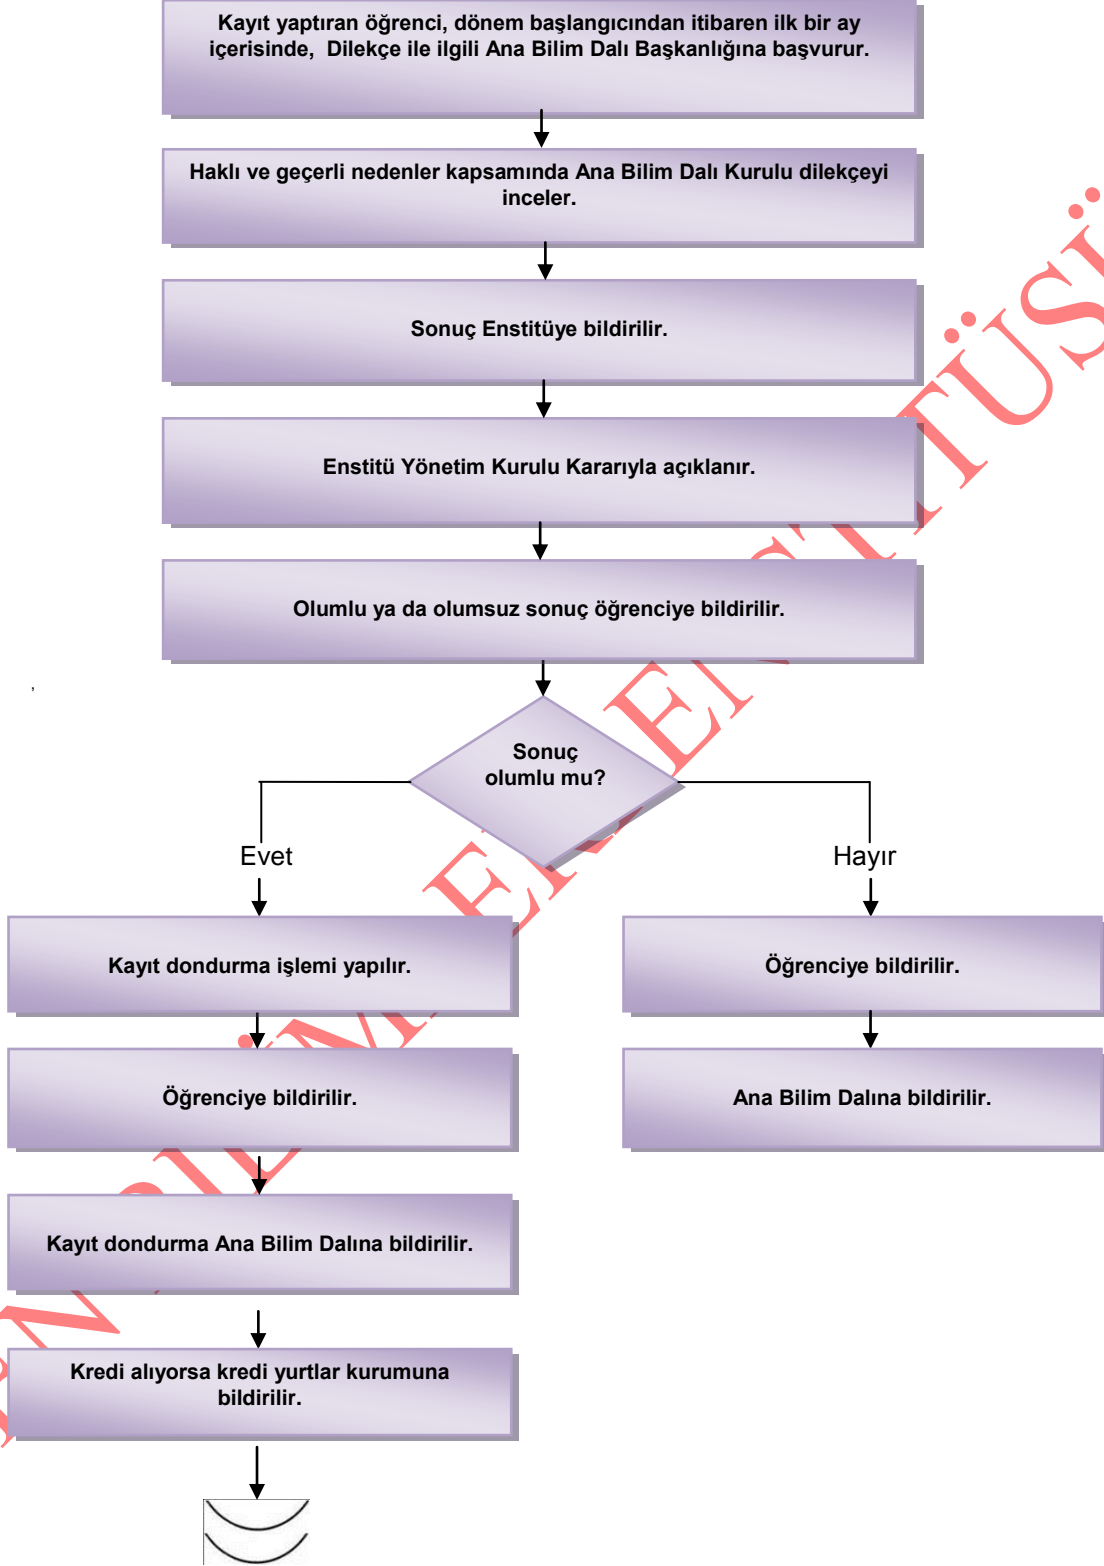 Kayıt yaptıran öğrenci, dönem başlangıcından itibaren ilk bir ay
içerisinde,  Dilekçe ile ilgili Ana Bilim Dalı Başkanlığına başvurur.
Haklı ve geçerli nedenler kapsamında Ana Bilim Dalı Kurulu dilekçeyi
inceler.
Sonuç Enstitüye bildirilir.
Enstitü Yönetim Kurulu Kararıyla açıklanır.
Olumlu ya da olumsuz sonuç öğrenciye bildirilir.
,
Sonuç
olumlu mu?
Evet
Hayır
Kayıt dondurma işlemi yapılır.
Öğrenciye bildirilir.
Öğrenciye bildirilir.
Ana Bilim Dalına bildirilir.
Kayıt dondurma Ana Bilim Dalına bildirilir.
Kredi alıyorsa kredi yurtlar kurumuna
bildirilir.